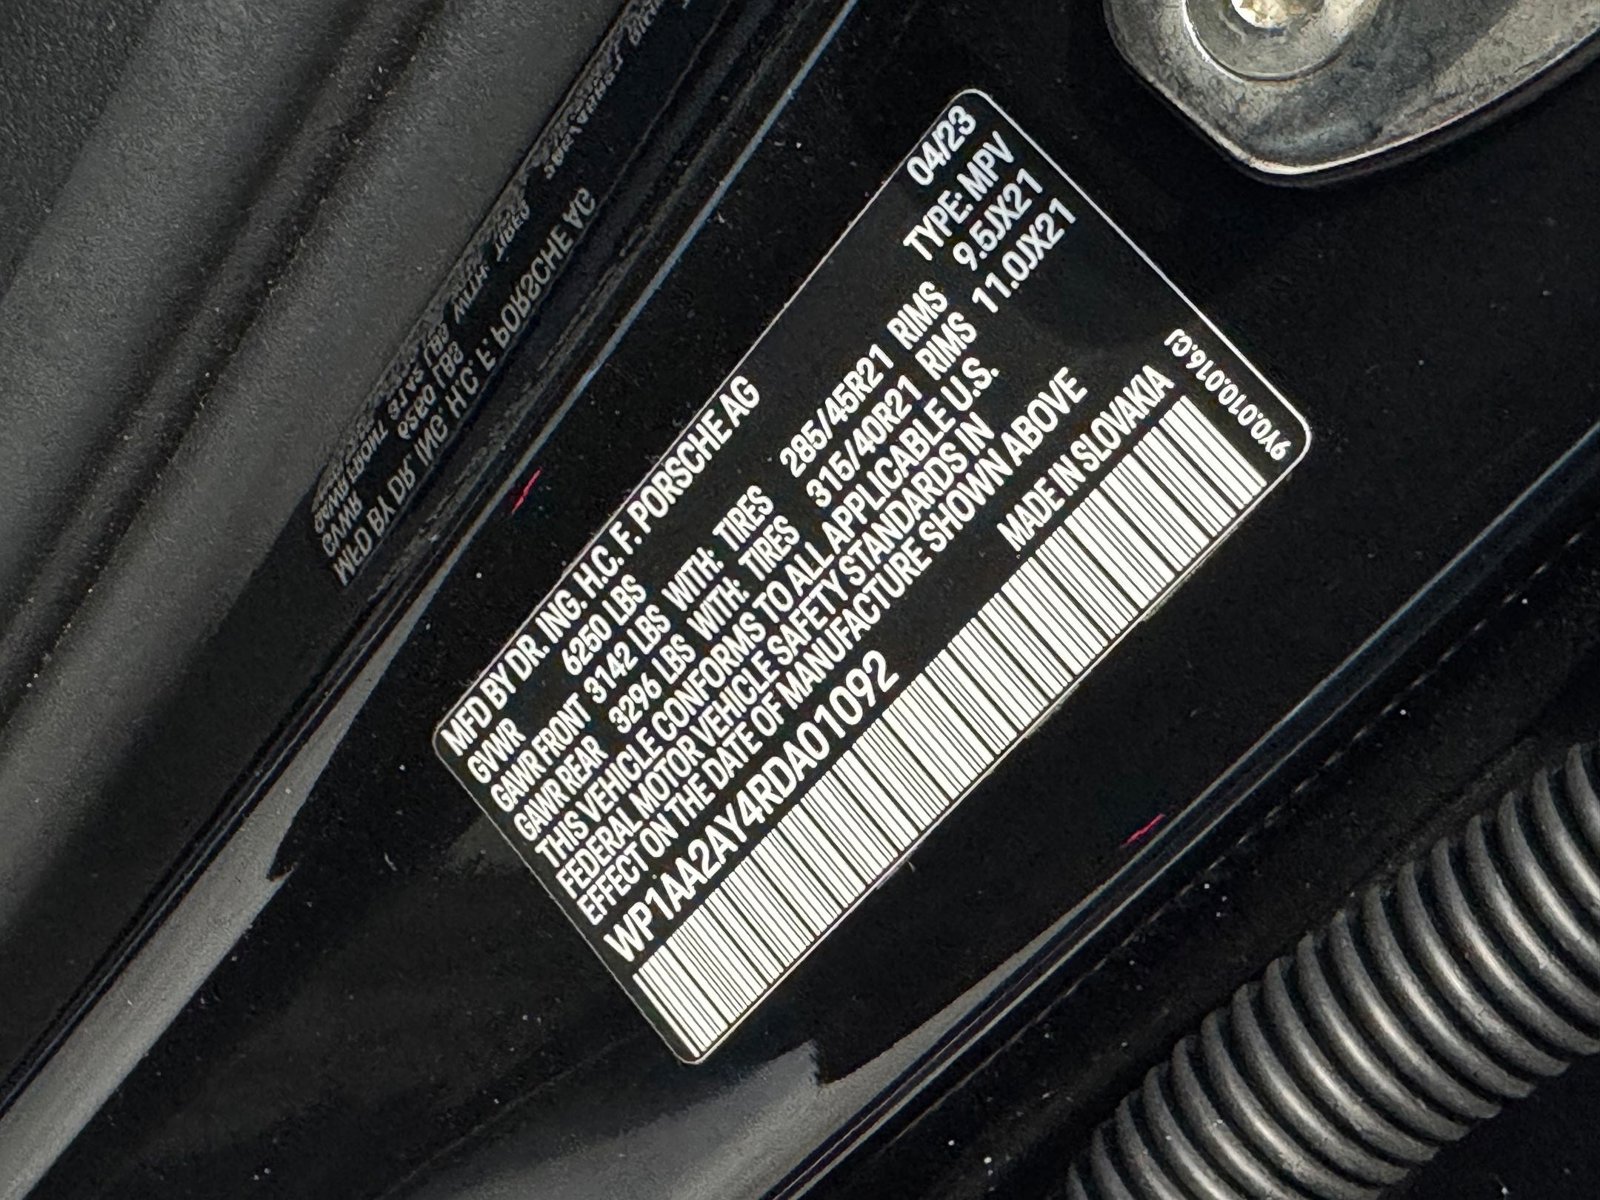 MFD BY DR. ING. H.C. F. PORSCHE AG 04/23
GVWR 6250 LBS TYPE: MPV
GAWR FRONT 3142 LBS WITH: TIRES 285/45R21 RIMS 9.5JX21
GAWR REAR 3296 LBS WITH: TIRES 315/40R21 RIMS 11.0JX21
THIS VEHICLE CONFORMS TO ALL APPLICABLE U.S.
FEDERAL MOTOR VEHICLE SAFETY STANDARDS IN
EFFECT ON THE DATE OF MANUFACTURE SHOWN ABOVE
WP1AA2AY4RDA01092 MADE IN SLOVAKIA
9Y0.010.016.CJ